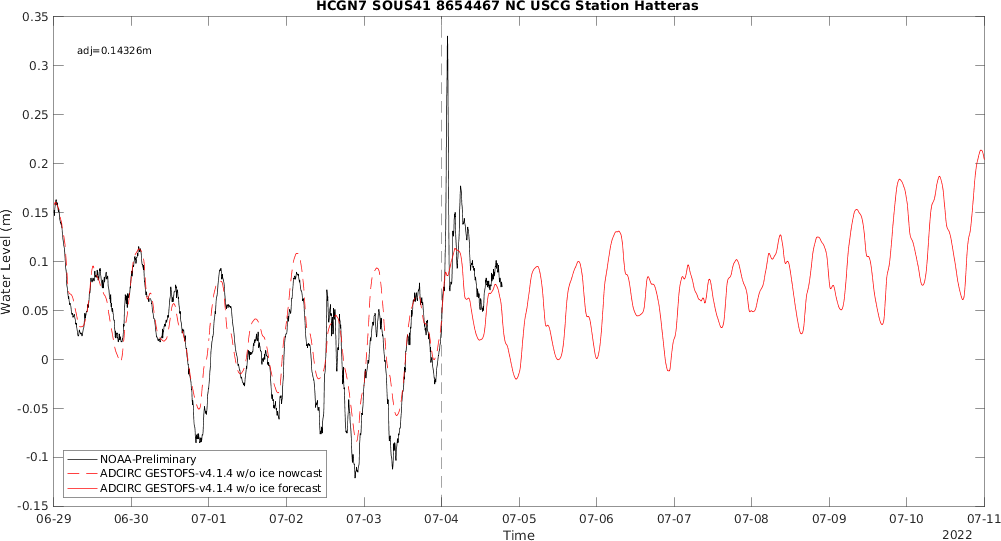 HCGN7 SOUS41 8654467 NC USCG Station Hatteras
adj=0.14326m
0.35
0.3
0.25
0.2
0.15
0.1
0.05
0
-0.05
-0.1
-0.15
Water Level (m)
NOAA-Preliminary
ADCIRC GESTOFS-v4.1.4 w/o ice nowcast
ADCIRC GESTOFS-v4.1.4 w/o ice forecast
06-29 06-30 07-01 07-02 07-03 07-04 07-05 07-06 07-07 07-08 07-09 07-10 07-11
Time
2022